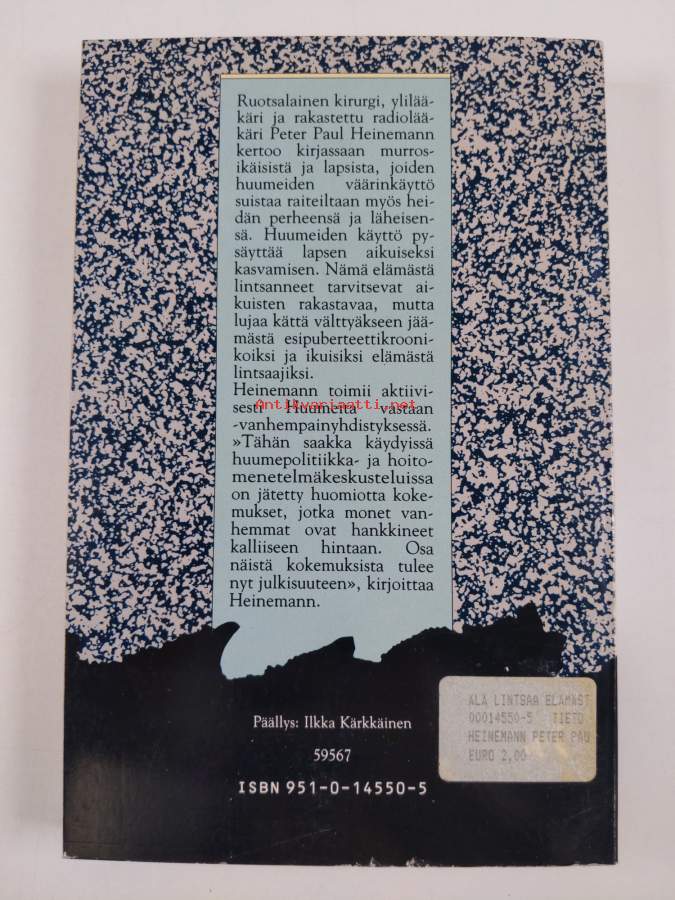 Ruotsalainen kirurgi, ylilää-
käri ja rakastettu radiolää-
käri Peter Paul Heinemann
kertoo kirjassaan murros-
ikäisistä ja lapsista, joiden
huumeiden väärinkäyttö
suistaa raiteiltaan myös hei-
dän perheensä ja läheisen-
sä. Huumeiden käyttö py-
säyttää lapsen aikuiseksi
kasvamisen. Nämä elämästä
lintsanneet tarvitsevat ai-
kuisten rakastavaa, mutta
lujaa kättä välttyäkseen jää-
mästä esipuberteettikrooni-
koiksi ja ikuisiksi elämästä
lintsaajiksi.
Heinemann toimii aktiivi-
sesti Huumeita vastaan
Antikvariaatti.net
-vanhempainyhdistyksessä.
»Tähän saakka käydyissä
huumepolitiikka- ja hoito-
menetelmäkeskusteluissa
on jätetty huomiotta koke-
mukset, jotka monet van-
hemmat ovat hankkineet
kalliiseen hintaan. Osa
näistä kokemuksista tulee
nyt julkisuuteen», kirjoittaa
Heinemann.
Päällys: Ilkka Kärkkäinen
59567
ISBN 951-0-14550-5
ÄLÄ LINTSAA ELÄMÄST
00014550-5 TIETO
HEINEMANN PETER PAU
EURO 2,00